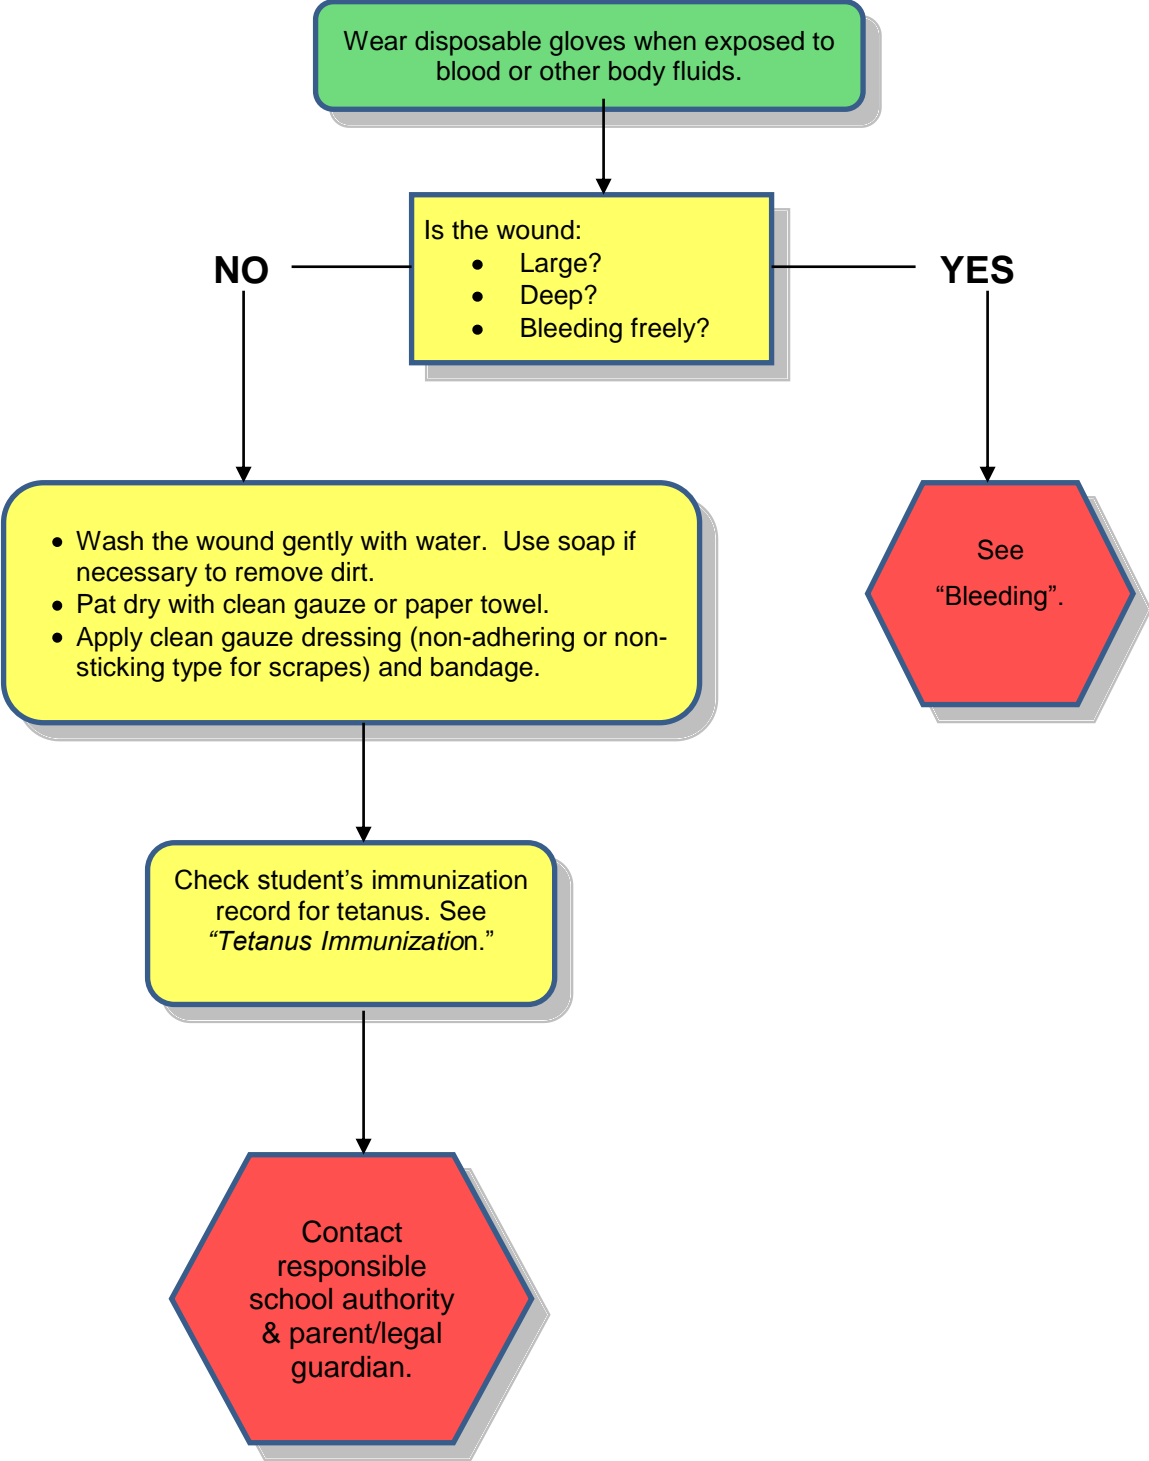 Wear disposable gloves when exposed to
blood or other body fluids.
Is the wound:
• Large?
• Deep?
• Bleeding freely?
NO
YES
• Wash the wound gently with water.  Use soap if
necessary to remove dirt.
• Pat dry with clean gauze or paper towel.
• Apply clean gauze dressing (non-adhering or non-
sticking type for scrapes) and bandage.
See
“Bleeding”.
Check student’s immunization
record for tetanus. See
“Tetanus Immunization.”
Contact
responsible
school authority
& parent/legal
guardian.